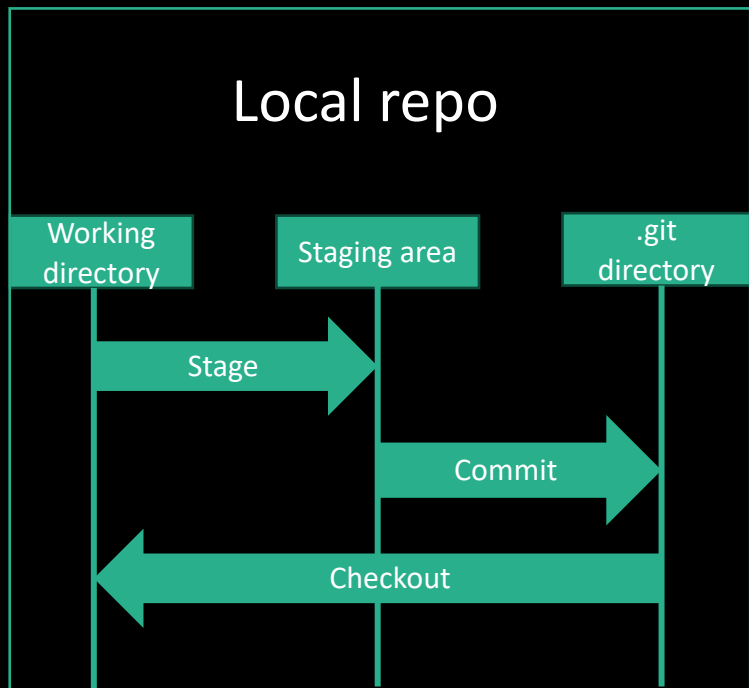 Local repo
Working
directory
Staging area
.git
directory
Stage
Commit
Checkout